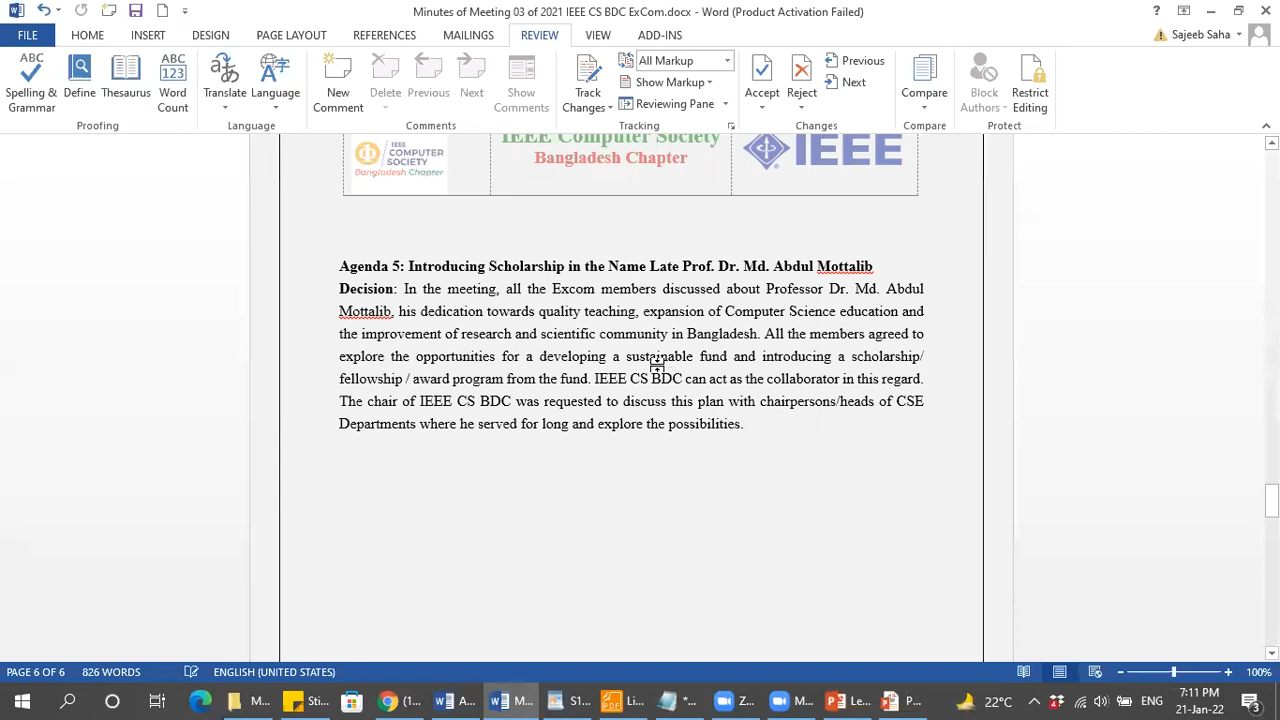 Minutes of Meeting 03 of 2021 IEEE CS BDC ExCom.docx - Word (Product Activation Failed)
FILE HOME INSERT DESIGN PAGE LAYOUT REFERENCES MAILINGS REVIEW VIEW ADD-INS Sajeeb Saha
ABC Spelling & Grammar
Define
Thesaurus
ABC 123 Word Count
Translate
Language
New Comment
Delete
Previous
Next
Show Comments
Track Changes
All Markup
Show Markup
Reviewing Pane
Accept
Reject
Previous
Next
Compare
Block Authors
Restrict Editing
Proofing Language Comments Tracking Changes Compare Protect
IEEE COMPUTER SOCIETY Bangladesh Chapter
IEEE Computer Society
Bangladesh Chapter
IEEE
Agenda 5: Introducing Scholarship in the Name Late Prof. Dr. Md. Abdul Mottalib
Decision: In the meeting, all the Excom members discussed about Professor Dr. Md. Abdul
Mottalib, his dedication towards quality teaching, expansion of Computer Science education and
the improvement of research and scientific community in Bangladesh. All the members agreed to
explore the opportunities for a developing a sustainable fund and introducing a scholarship/
fellowship / award program from the fund. IEEE CS BDC can act as the collaborator in this regard.
The chair of IEEE CS BDC was requested to discuss this plan with chairpersons/heads of CSE
Departments where he served for long and explore the possibilities.
PAGE 6 OF 6 826 WORDS ENGLISH (UNITED STATES) 100%
M... Sti... (1... A... M... S1... Li... *... Z... M... Le... P... 22°C ENG 7:11 PM
21-Jan-22 3